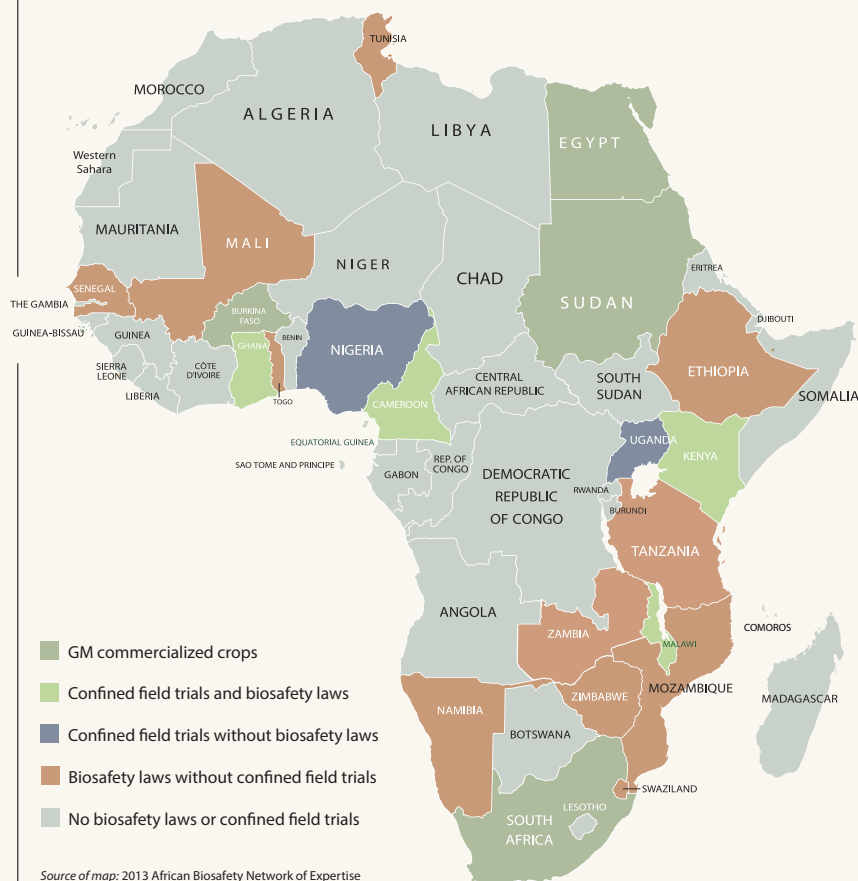 TUNISIA
MOROCCO
ALGERIA
LIBYA
EGYPT
Western
Sahara
MAURITANIA
MALI
NIGER
CHAD
SUDAN
ERITREA
SENEGAL
THE GAMBIA
BURKINA
FASO
DJIBOUTI
GUINEA-BISSAU
GUINEA
GHANA
BENIN
NIGERIA
SIERRA
LEONE
CÔTE
D'IVOIRE
LIBERIA
TOGO
CAMEROON
CENTRAL
AFRICAN REPUBLIC
SOUTH
SUDAN
ETHIOPIA
SOMALIA
EQUATORIAL GUINEA
UGANDA
KENYA
SAO TOME AND PRINCIPE
GABON
REP. OF
CONGO
DEMOCRATIC
REPUBLIC
OF CONGO
RWANDA
BURUNDI
TANZANIA
ANGOLA
ZAMBIA
MALAWI
COMOROS
MOZAMBIQUE
MADAGASCAR
ZIMBABWE
NAMIBIA
BOTSWANA
SWAZILAND
LESOTHO
SOUTH
AFRICA
GM commercialized crops
Confined field trials and biosafety laws
Confined field trials without biosafety laws
Biosafety laws without confined field trials
No biosafety laws or confined field trials
Source of map: 2013 African Biosafety Network of Expertise